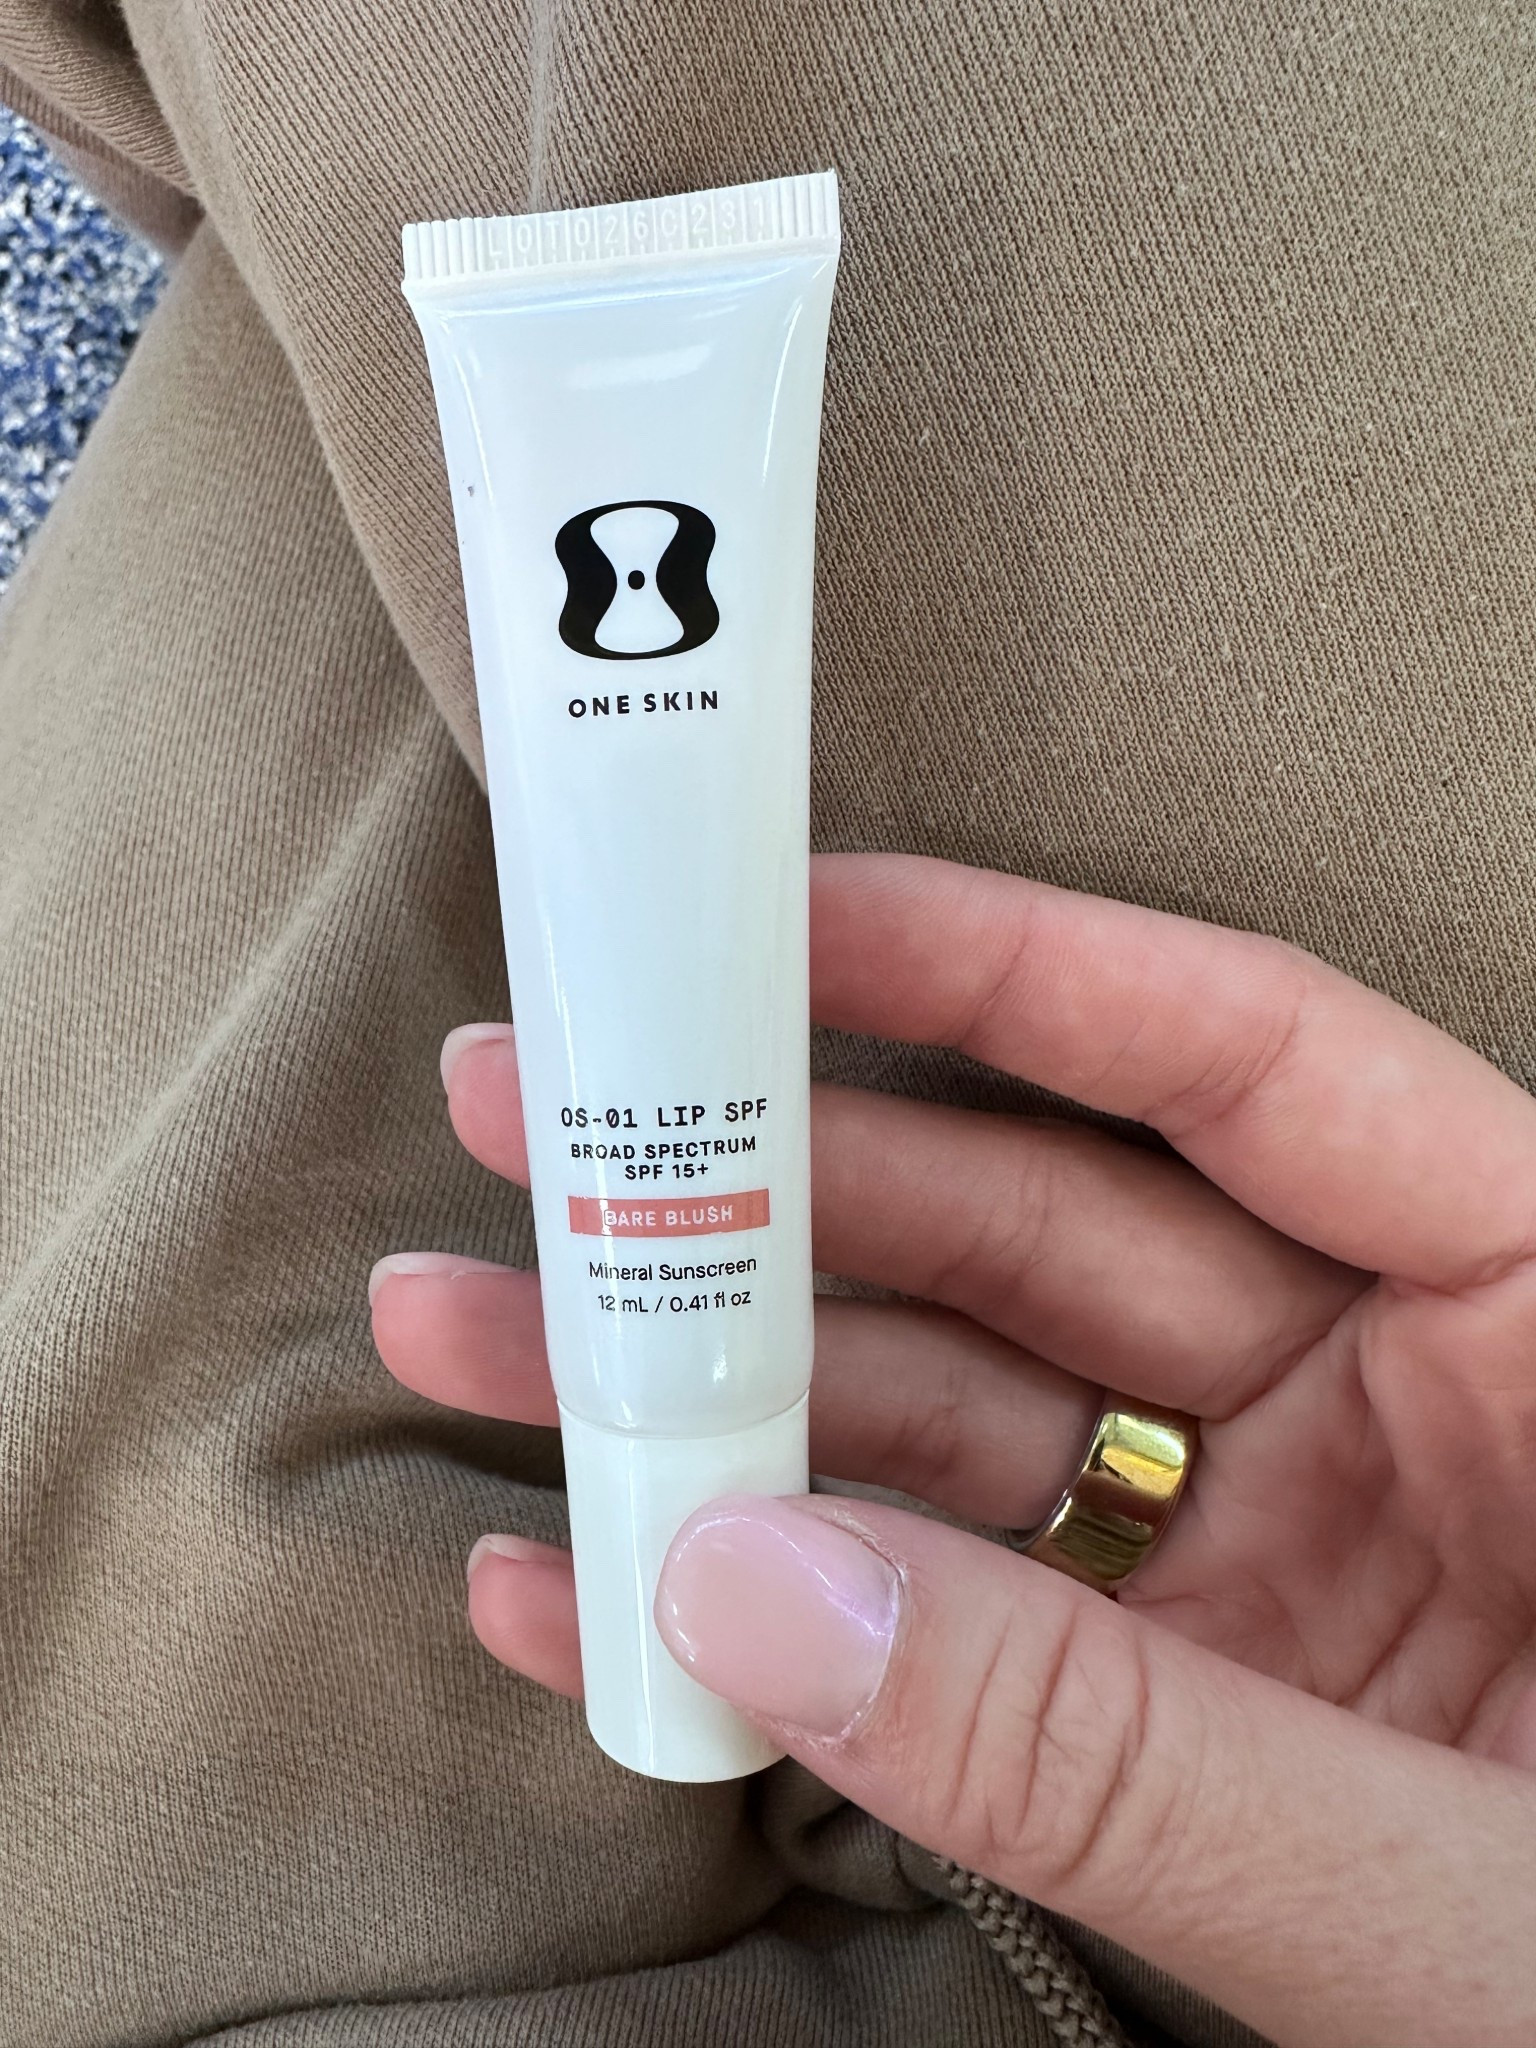 LOT026C231
ONE SKIN
OS-01 LIP SPF
BROAD SPECTRUM
SPF 15+
BARE BLUSH
Mineral Sunscreen
12 mL / 0.41 fl oz